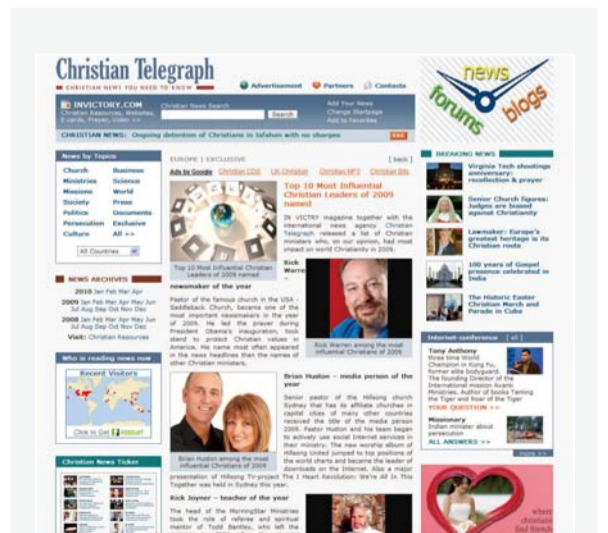 Christian Telegraph
CHRISTIAN NEWS YOU NEED TO KNOW
Advertisement Partners Contacts
INVICTORY.COM
Christian Resources, Websites,
E-cards, Prayer, Video >>
Christian News Search
Search
Add Your News
Change Startpage
Add to Favorites
CHRISTIAN NEWS: Ongoing detention of Christians in Isfahan with no charges
RSS
news
forums
blogs
News by Topics
Church Business
Ministries Science
Missions World
Society Press
Politics Documents
Persecution Exclusive
Culture All >>
All Countries
NEWS ARCHIVES
2010 Jan Feb Mar Apr
2009 Jan Feb Mar Apr May Jun
Jul Aug Sep Oct Nov Dec
2008 Jan Feb Mar Apr May Jun
Jul Aug Sep Oct Nov Dec
Visit: Christian Resources
Who is reading news now
Recent Visitors
Click to Get
Christian News Ticker
EUROPE | EXCLUSIVE [ back ]
Ads by Google Christian CDS UK Christian Christian MP3 Christian Bits
Top 10 Most Influential Christian
Leaders of 2009 named
Top 10 Most Influential
Christian Leaders of 2009
named
IN VICTRY magazine together with the
international news agency Christian
Telegraph released a list of Christian
ministers who, on our opinion, had most
impact on world Christianity in 2009.
Rick
Warre
n –
newsomaker of the year
Pastor of the famous church in the USA -
Saddleback Church, became one of the
most important newsmakers in the year
of 2009. He led the prayer during
President Obama's inauguration, took
stand to protect Christian values in
America. He name most often appeared
in the news headlines then the names of
other Christian ministers.
Rick Warren among the most
influential Christians of 2009
Brian Huston – media person of the
year
Senior pastor of the Hillsong church
Sydney that has its affiliate churches in
capital cities of many other countries
received the title of the media person
2009. Pastor Huston and his team began
to actively use social Internet services in
their ministry. The new worship album of
Hillsong United jumped to top positions of
the world charts and became the leader of
downloads on the Internet. Also a major
presentation of Hillsong TV-project The I Heart Revolution: We're All In This
Together was held in Sydney this year.
Brian Huston among the most
influential Christians of 2009
Rick Joyner – teacher of the year
The head of the MorningStar Ministries
took the role of referee and spiritual
mentor of Todd Bentley, who left the
BREAKING NEWS
Virginia Tech shootings
anniversary:
recollection & prayer
Senior Church figures:
Judges are biased
against Christianity
Lawmaker: Europe's
greatest heritage is its
Christian roots
100 years of Gospel
presence celebrated in
India
The Historic Easter
Christian March and
Parade in Cuba
Internet-conference
Tony Anthony
three time World
Champion in Kung Fu,
former elite bodyguard.
The Founding Director of
the International
mission Avanti
Ministries. Author of books Taming
the Tiger and Roar of the Tiger
YOUR QUESTION >>
Missionary
Indian minister about
persecution
ALL ANSWERS >>
more >>
where
christians
find friends